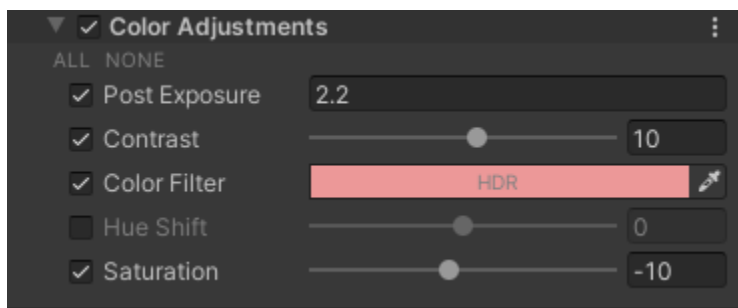 Color Adjustments
ALL NONE
Post Exposure 2.2
Contrast 10
Color Filter HDR
Hue Shift 0
Saturation -10